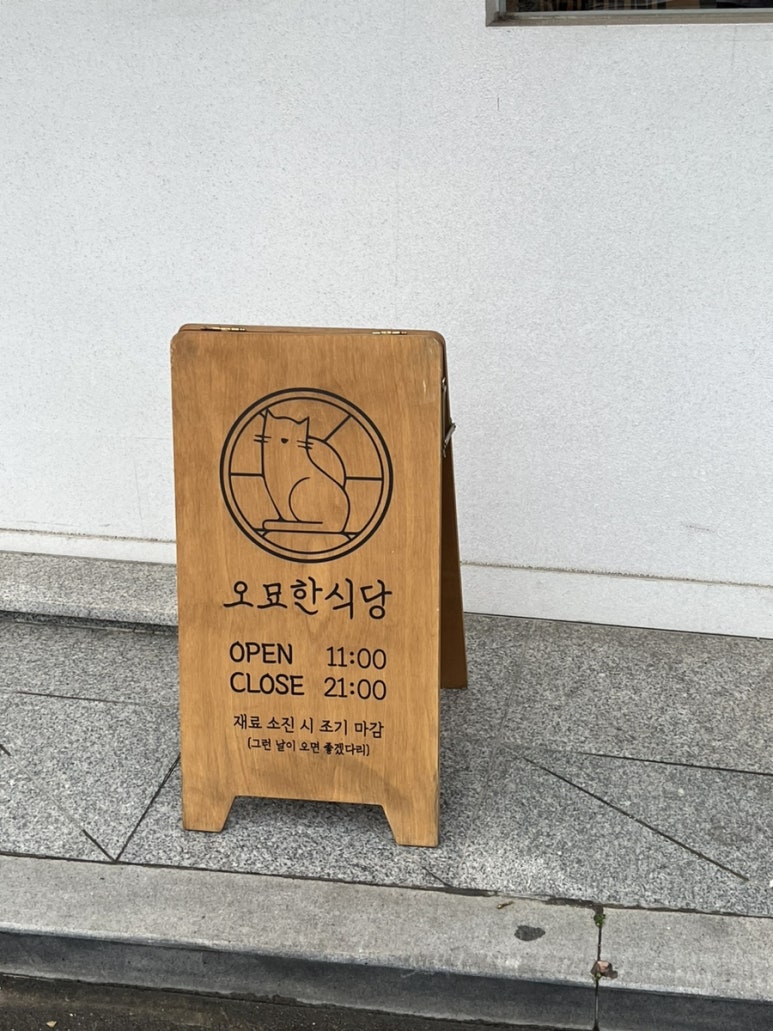 오묘한식당
OPEN 11:00
CLOSE 21:00
재료 소진 시 조기 마감
(그런 날이 오면 좋겠다리)